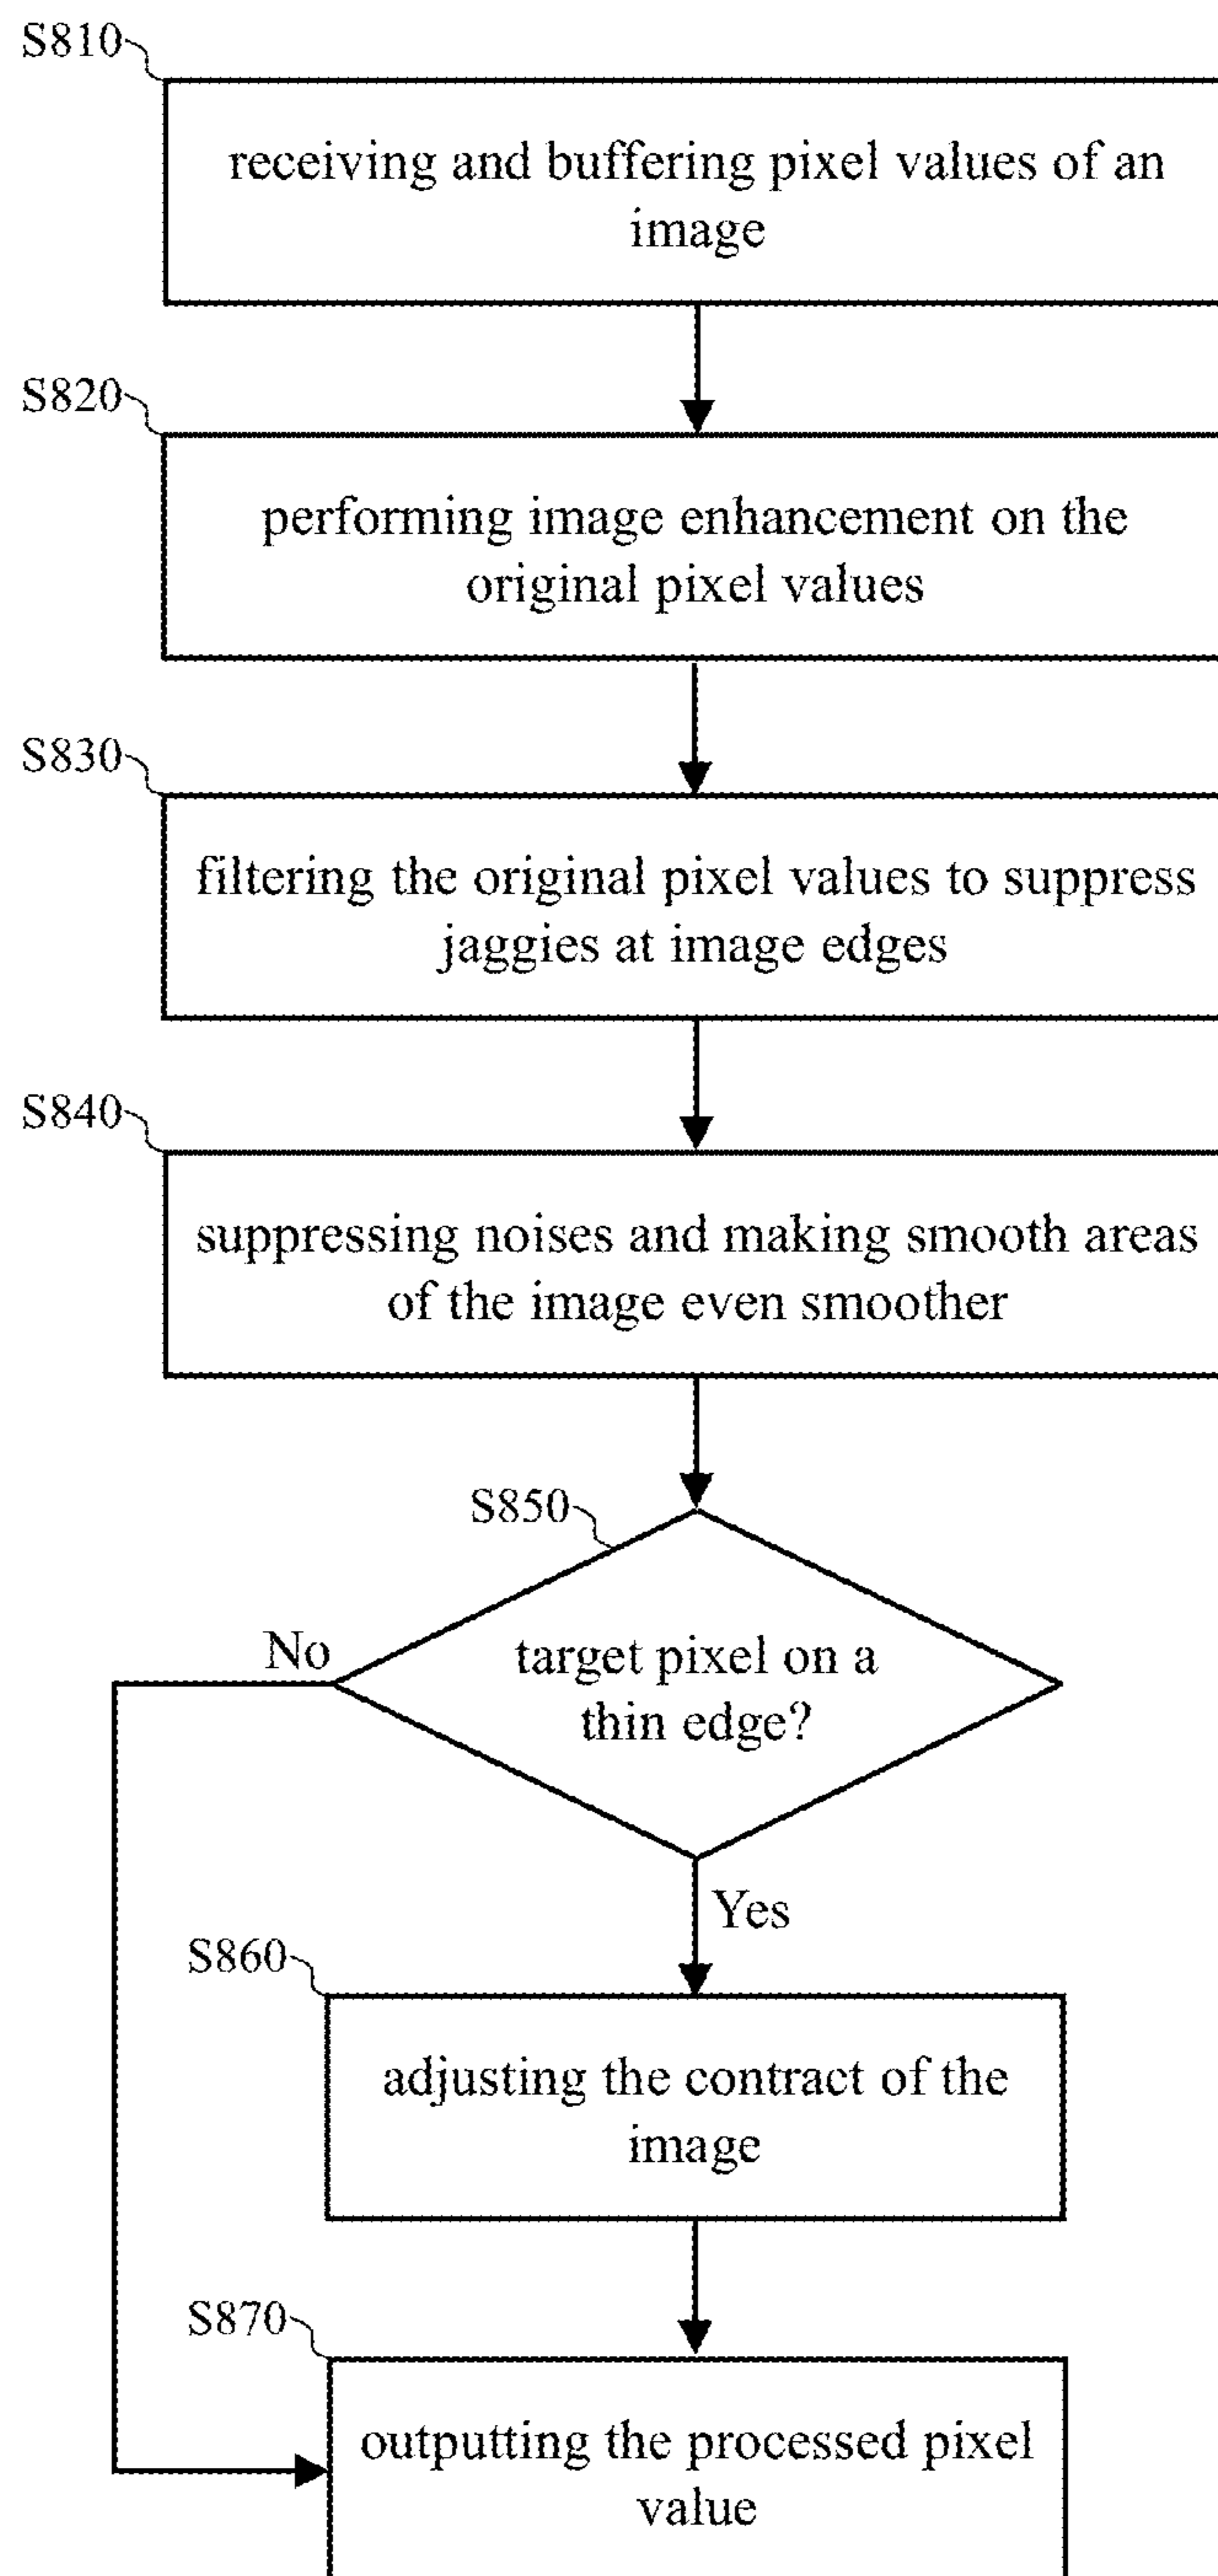 S810
receiving and buffering pixel values of an
image
S820
performing image enhancement on the
original pixel values
S830
filtering the original pixel values to suppress
jaggies at image edges
S840
suppressing noises and making smooth areas
of the image even smoother
S850
No
target pixel on a
thin edge?
Yes
S860
adjusting the contract of the
image
S870
outputting the processed pixel
value